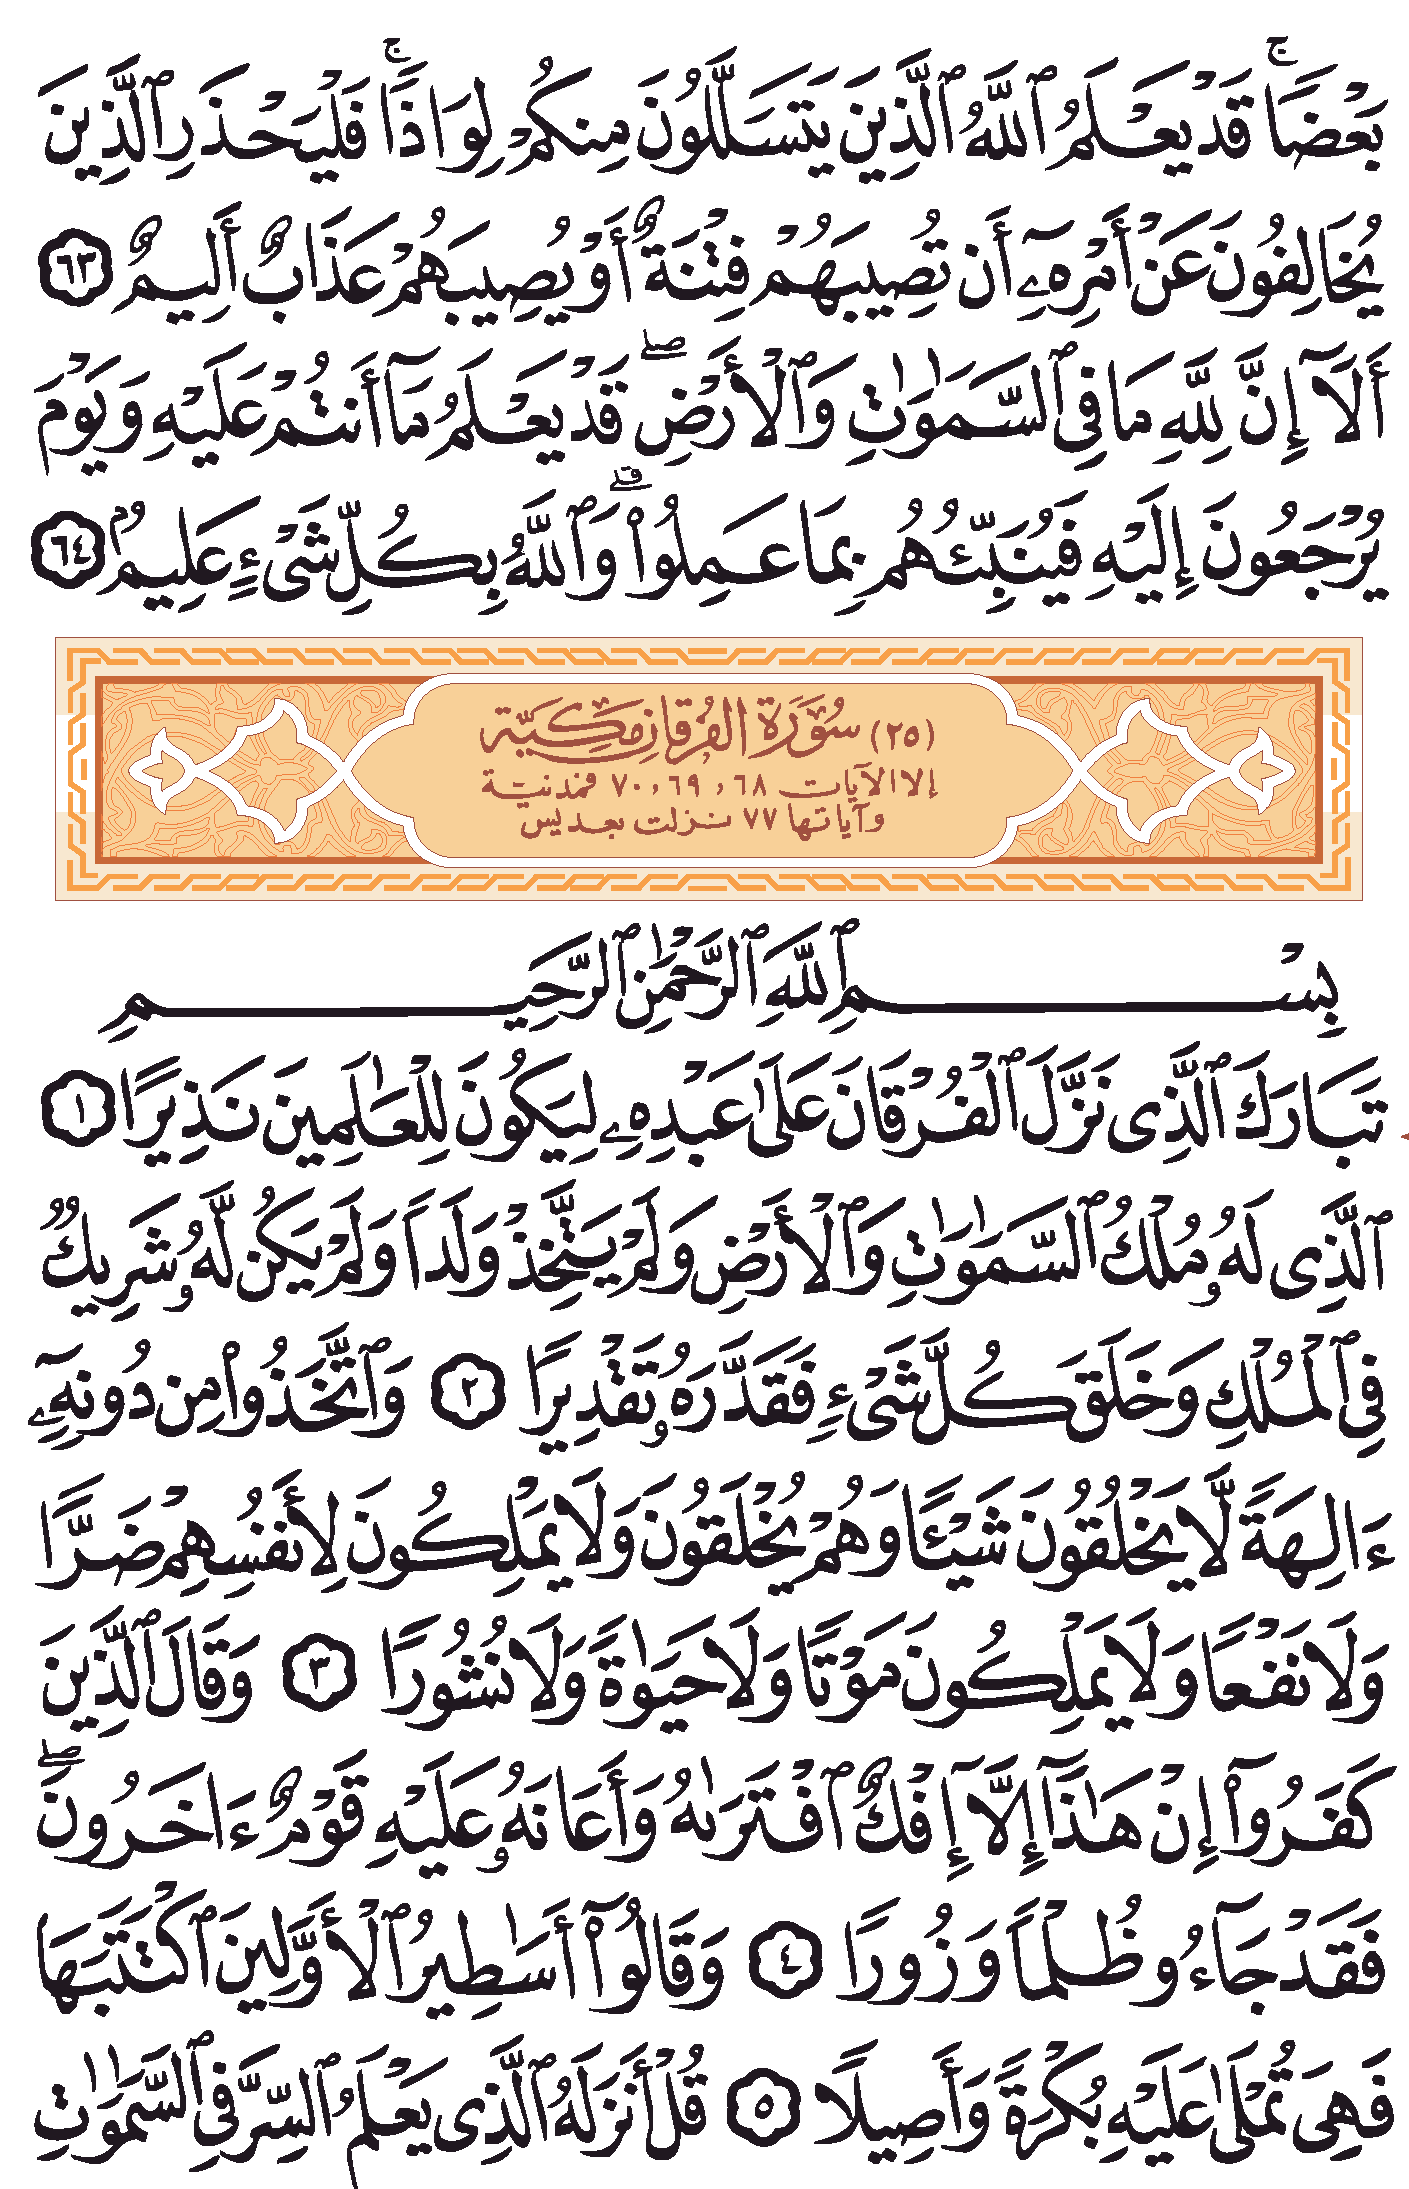 بَعْضًاۚ قَدْ يَعْلَمُ ٱللَّهُ ٱلَّذِينَ يَتَسَلَّلُونَ مِنكُمْ لِوَاذًاۚ فَلْيَحْذَرِ ٱلَّذِينَ
يُخَالِفُونَ عَنْ أَمْرِهِۦٓ أَن تُصِيبَهُمْ فِتْنَةٌ أَوْ يُصِيبَهُمْ عَذَابٌ أَلِيمٌ ٦٣
أَلَآ إِنَّ لِلَّهِ مَا فِى ٱلسَّمَٰوَٰتِ وَٱلْأَرْضِۖ قَدْ يَعْلَمُ مَآ أَنتُمْ عَلَيْهِ وَيَوْمَ
يُرْجَعُونَ إِلَيْهِ فَيُنَبِّئُهُم بِمَا عَمِلُوا۟ۗ وَٱللَّهُ بِكُلِّ شَىْءٍ عَلِيمٌۢ ٦٤
(٢٥) سُورَةُ الفُرقَانِ مَكِيَّة
إلا الآيات ٦٨ ، ٦٩ ، ٧٠ فمدنيّة
وآياتها ٧٧ نزلت بعد يس
بِسْمِ ٱللَّهِ ٱلرَّحْمَٰنِ ٱلرَّحِيمِ
تَبَارَكَ ٱلَّذِى نَزَّلَ ٱلْفُرْقَانَ عَلَىٰ عَبْدِهِۦ لِيَكُونَ لِلْعَٰلَمِينَ نَذِيرًا ١
ٱلَّذِى لَهُۥ مُلْكُ ٱلسَّمَٰوَٰتِ وَٱلْأَرْضِ وَلَمْ يَتَّخِذْ وَلَدًا وَلَمْ يَكُن لَّهُۥ شَرِيكٌ
فِى ٱلْمُلْكِ وَخَلَقَ كُلَّ شَىْءٍ فَقَدَّرَهُۥ تَقْدِيرًا ٢ وَٱتَّخَذُوا۟ مِن دُونِهِۦٓ
ءَالِهَةً لَّا يَخْلُقُونَ شَيْـًٔا وَهُمْ يُخْلَقُونَ وَلَا يَمْلِكُونَ لِأَنفُسِهِمْ ضَرًّا
وَلَا نَفْعًا وَلَا يَمْلِكُونَ مَوْتًا وَلَا حَيَوٰةً وَلَا نُشُورًا ٣ وَقَالَ ٱلَّذِينَ
كَفَرُوٓا۟ إِنْ هَٰذَآ إِلَّآ إِفْكٌ ٱفْتَرَىٰهُ وَأَعَانَهُۥ عَلَيْهِ قَوْمٌ ءَاخَرُونَۖ
فَقَدْ جَآءُو ظُلْمًا وَزُورًا ٤ وَقَالُوٓا۟ أَسَٰطِيرُ ٱلْأَوَّلِينَ ٱكْتَتَبَهَا
فَهِىَ تُمْلَىٰ عَلَيْهِ بُكْرَةً وَأَصِيلًا ٥ قُلْ أَنزَلَهُ ٱلَّذِى يَعْلَمُ ٱلسِّرَّ فِى ٱلسَّمَٰوَٰتِ